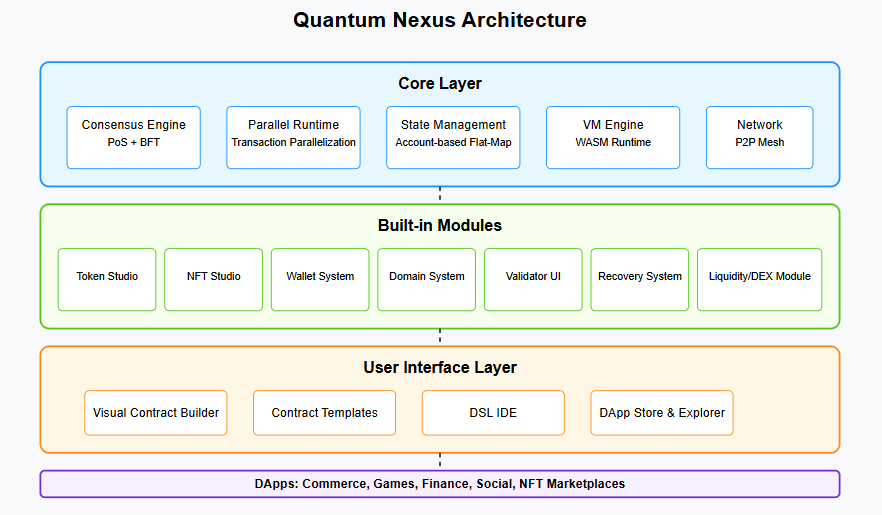 Quantum Nexus Architecture
Core Layer
Consensus Engine
PoS + BFT
Parallel Runtime
Transaction Parallelization
State Management
Account-based Flat-Map
VM Engine
WASM Runtime
Network
P2P Mesh
Built-in Modules
Token Studio
NFT Studio
Wallet System
Domain System
Validator UI
Recovery System
Liquidity/DEX Module
User Interface Layer
Visual Contract Builder
Contract Templates
DSL IDE
DApp Store & Explorer
DApps: Commerce, Games, Finance, Social, NFT Marketplaces